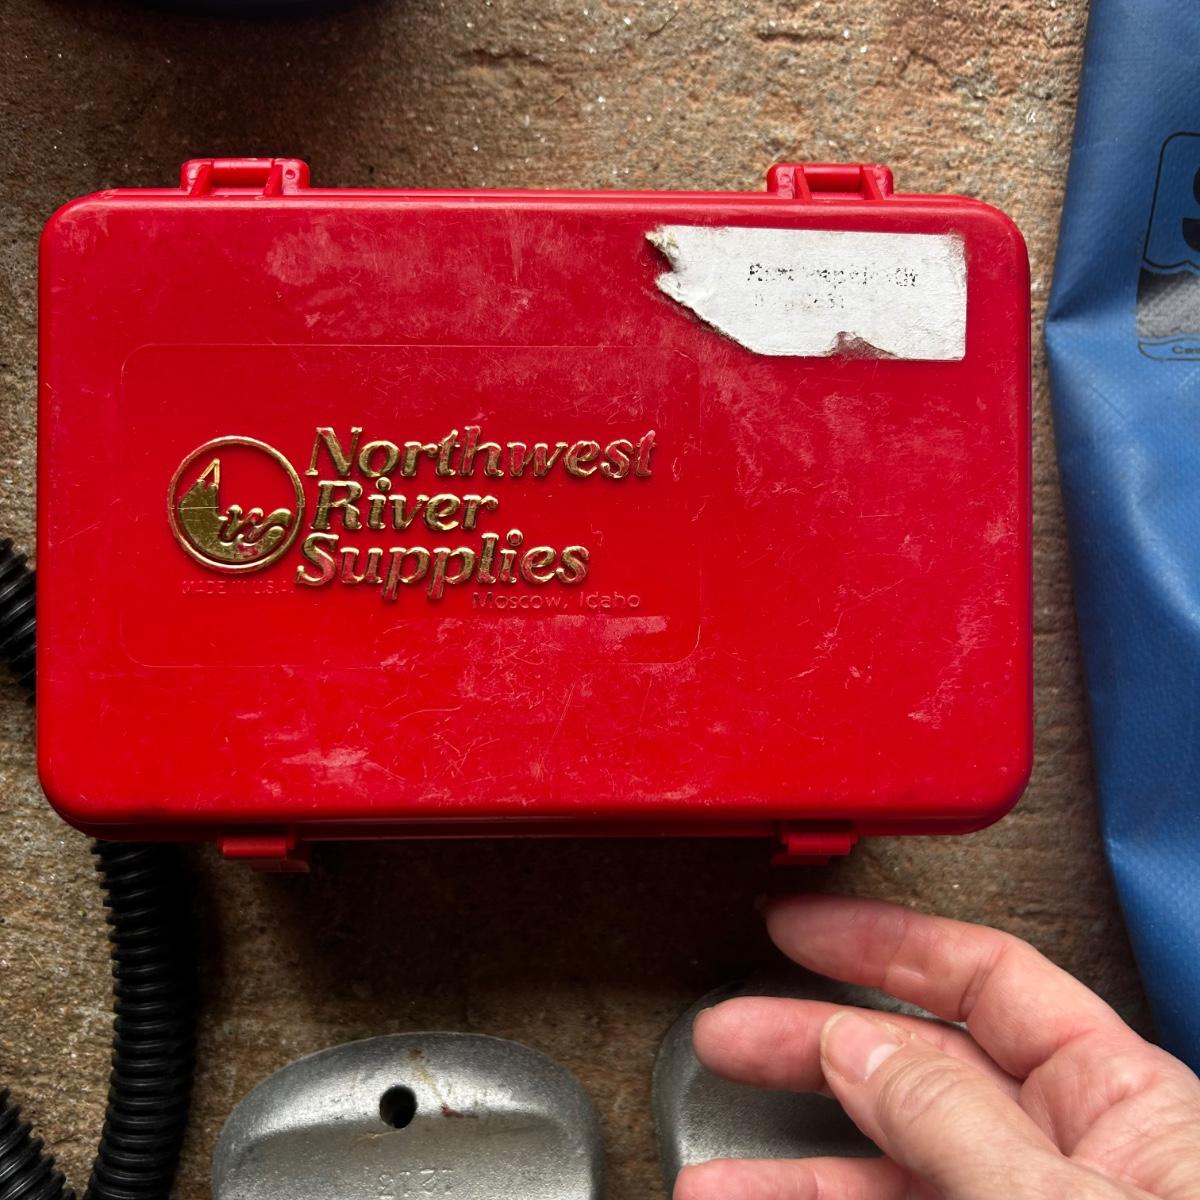 Northwest
River
Supplies
MADE IN U.S.A.
Moscow, Idaho